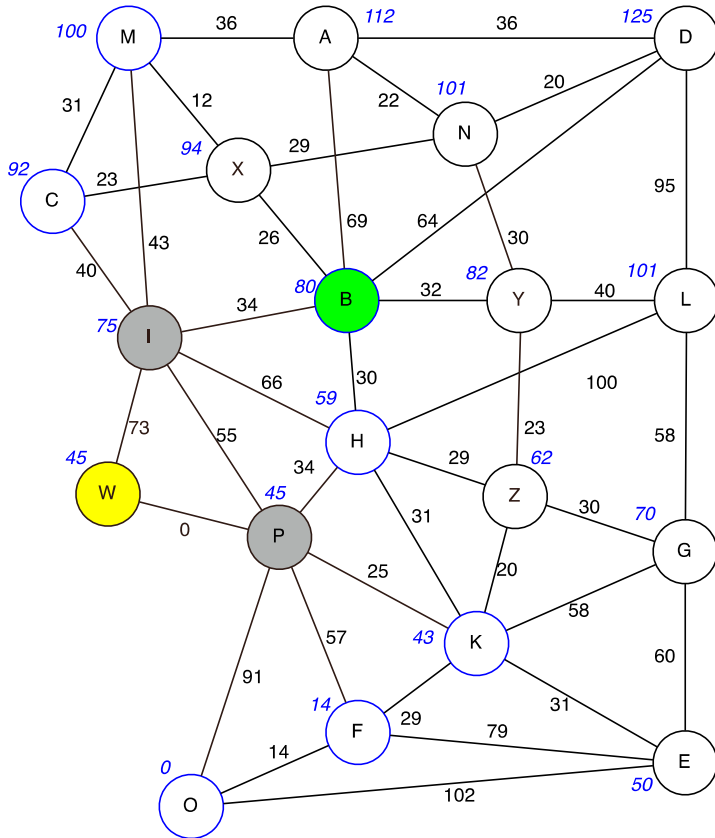 100 M 36 A 112 36 125 D
31 12 22 101 20
94 X 29 N
92 C 23
43 26 69 64 30 95
40
75 I 34 80 B 32 82 Y 40 101 L
66 30 100
73 55 59 H 23 58
45 W 34 29 62 Z
0 45 P 31 30 70 G
25 20 58
91 57 43 K 60
14 F 29 31
0 O 14 79 50 E
102